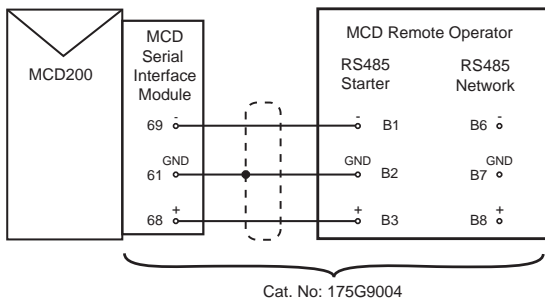 MCD200
MCD
Serial
Interface
Module
MCD Remote Operator
RS485
Starter
RS485
Network
69 -
- B1
B6 -
61 GND
GND B2
B7 GND
68 +
+ B3
B8 +
Cat. No: 175G9004